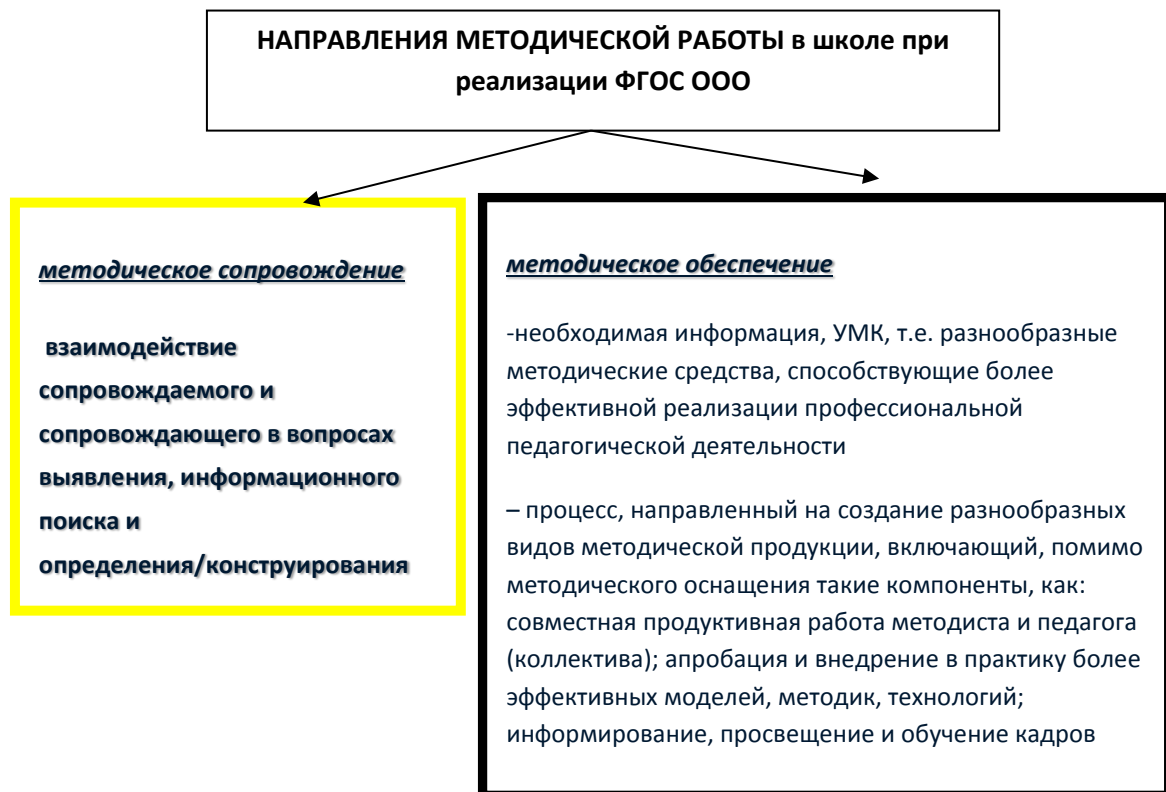 НАПРАВЛЕНИЯ МЕТОДИЧЕСКОЙ РАБОТЫ в школе при
реализации ФГОС ООО
методическое сопровождение
взаимодействие
сопровождаемого и
сопровождающего в вопросах
выявления, информационного
поиска и
определения/конструирования
методическое обеспечение
-необходимая информация, УМК, т.е. разнообразные
методические средства, способствующие более
эффективной реализации профессиональной
педагогической деятельности
– процесс, направленный на создание разнообразных
видов методической продукции, включающий, помимо
методического оснащения такие компоненты, как:
совместная продуктивная работа методиста и педагога
(коллектива); апробация и внедрение в практику более
эффективных моделей, методик, технологий;
информирование, просвещение и обучение кадров